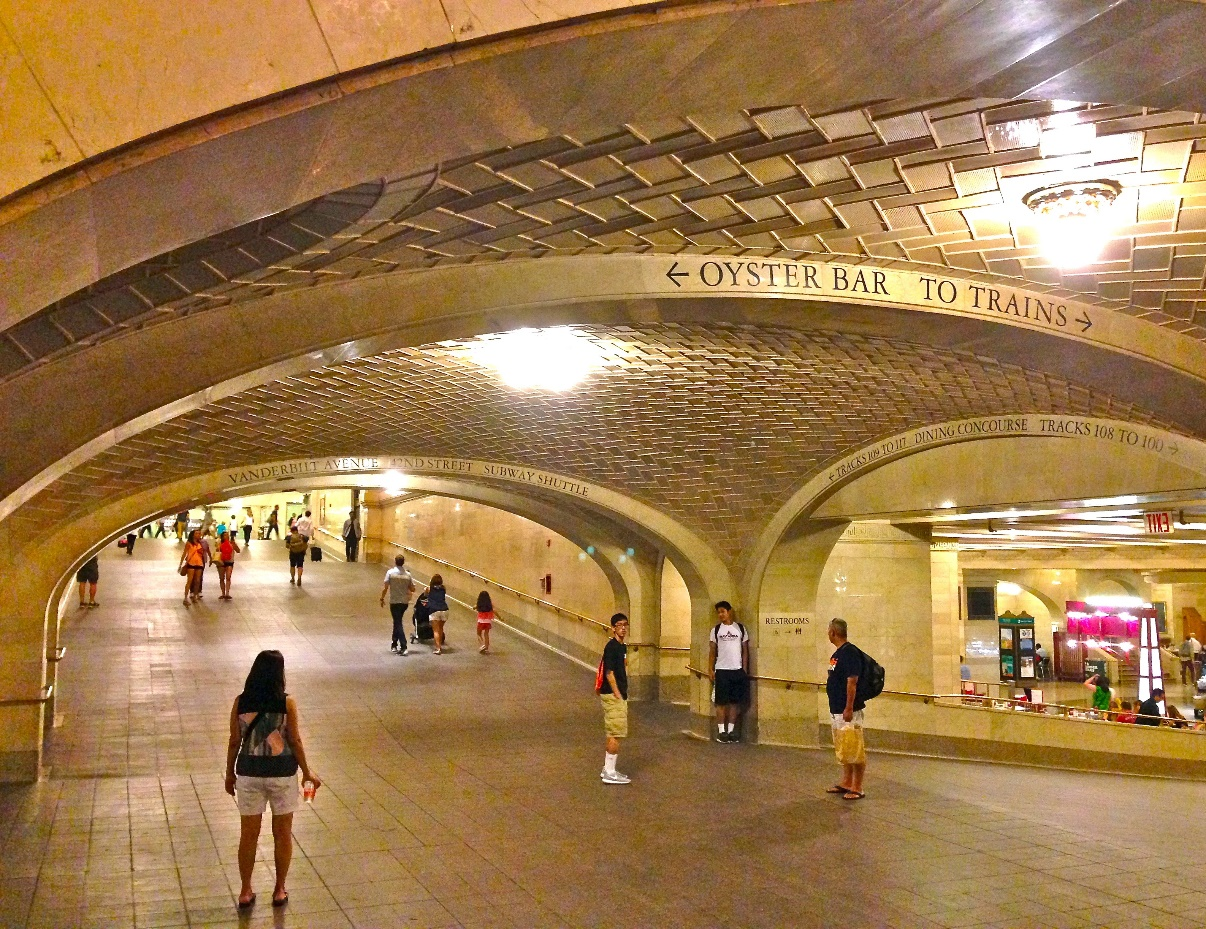 ← OYSTER BAR TO TRAINS →
← TRACKS 109 TO 117 DINING CONCOURSE TRACKS 108 TO 100 →
VANDERBILT AVENUE 42ND STREET SUBWAY SHUTTLE
EXIT
RESTROOMS